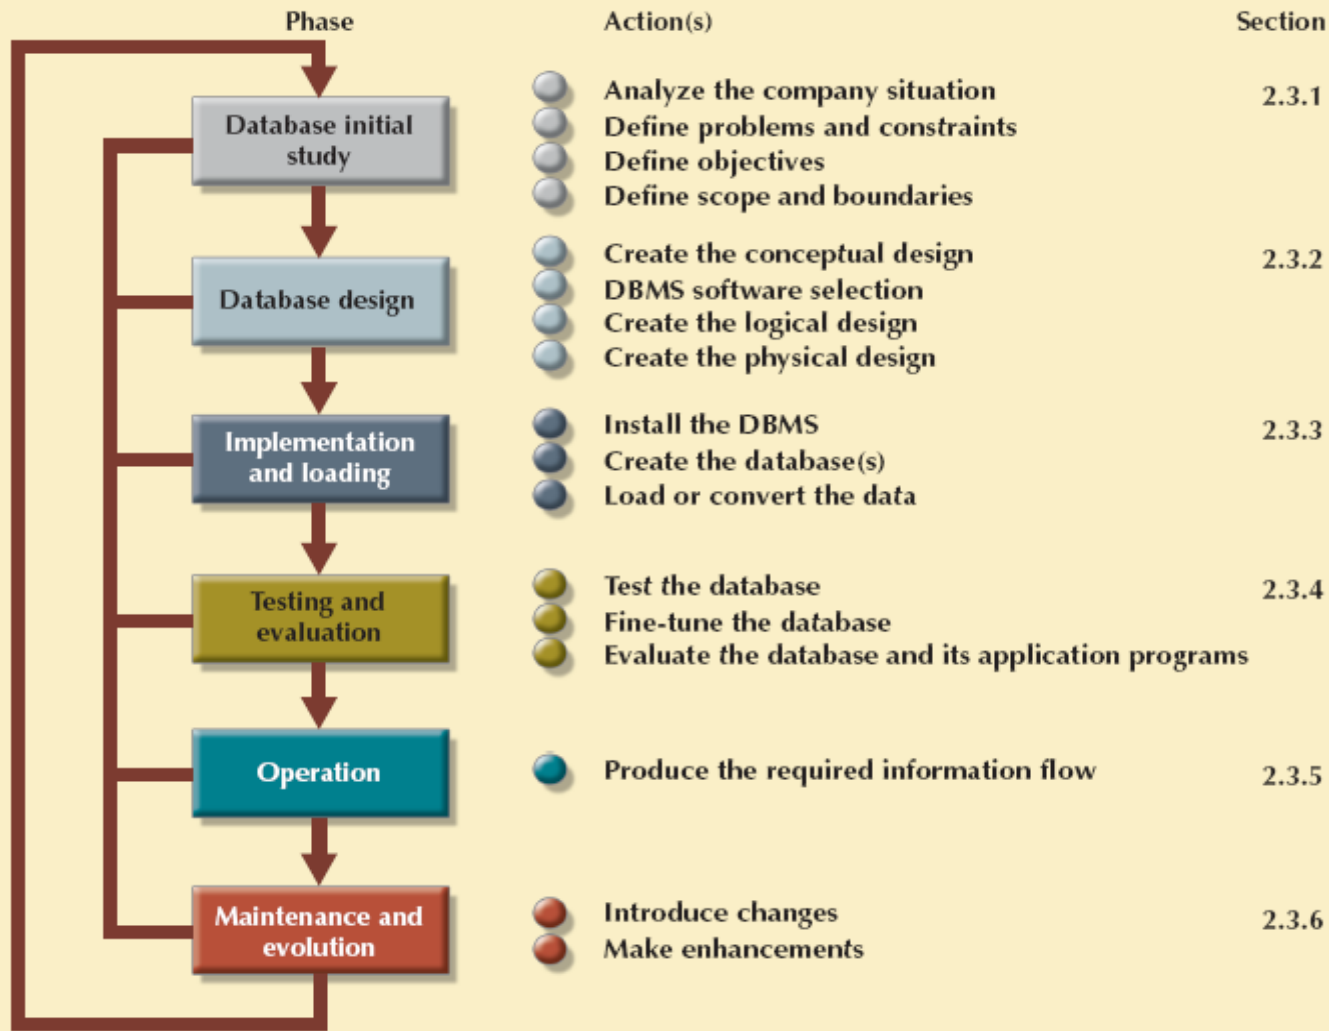 Phase Action(s) Section
Database initial
study
Analyze the company situation 2.3.1
Define problems and constraints
Define objectives
Define scope and boundaries
Database design
Create the conceptual design 2.3.2
DBMS software selection
Create the logical design
Create the physical design
Implementation
and loading
Install the DBMS 2.3.3
Create the database(s)
Load or convert the data
Testing and
evaluation
Test the database 2.3.4
Fine-tune the database
Evaluate the database and its application programs
Operation
Produce the required information flow 2.3.5
Maintenance and
evolution
Introduce changes 2.3.6
Make enhancements